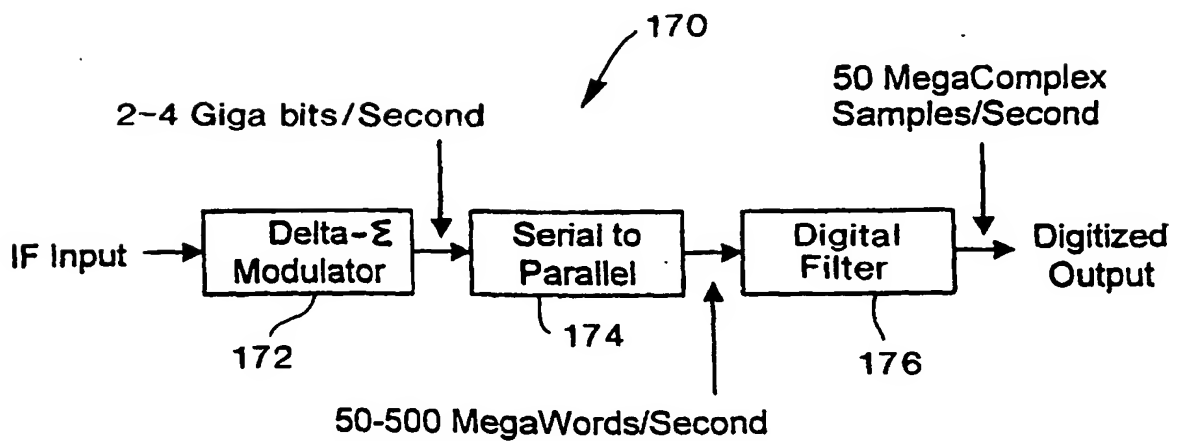 170
2-4 Giga bits/Second
50 MegaComplex
Samples/Second
IF Input
Delta-Σ
Modulator
Serial to
Parallel
Digital
Filter
Digitized
Output
172
174
176
50-500 MegaWords/Second